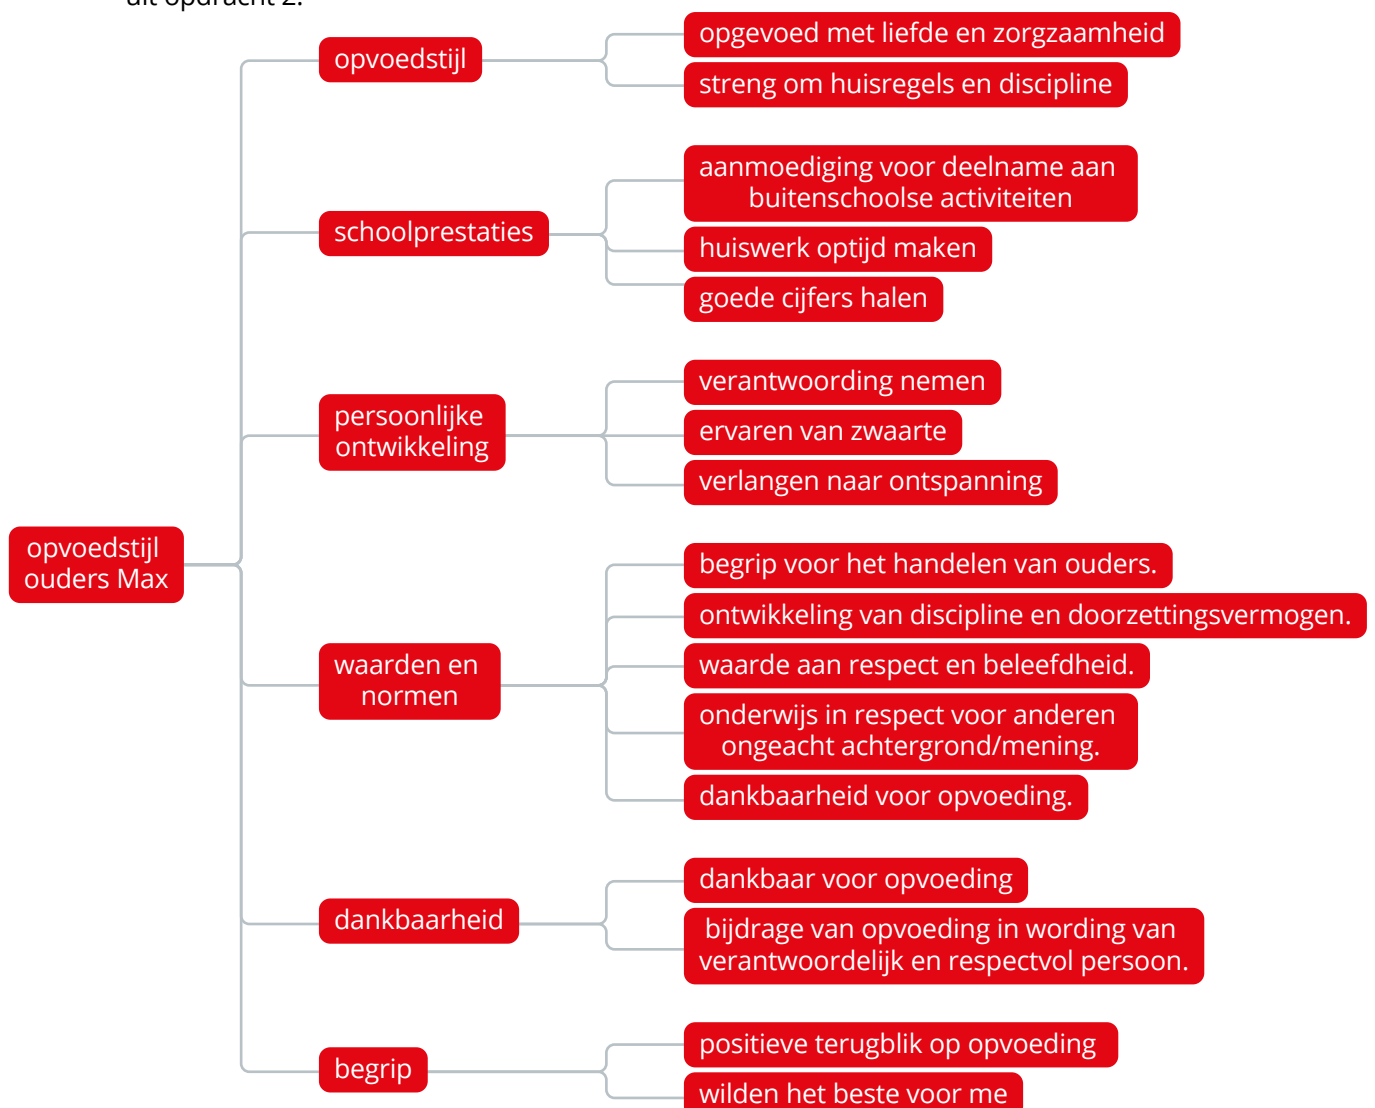 uit opdracht 2.
opvoedstijl
opgevoed met liefde en zorgzaamheid
streng om huisregels en discipline
schoolprestaties
aanmoediging voor deelname aan
buitenschoolse activiteiten
huiswerk optijd maken
goede cijfers halen
persoonlijke
ontwikkeling
verantwoording nemen
ervaren van zwaarte
verlangen naar ontspanning
opvoedstijl
ouders Max
waarden en
normen
begrip voor het handelen van ouders.
ontwikkeling van discipline en doorzettingsvermogen.
waarde aan respect en beleefdheid.
onderwijs in respect voor anderen
ongeacht achtergrond/mening.
dankbaarheid voor opvoeding.
dankbaarheid
dankbaar voor opvoeding
bijdrage van opvoeding in wording van
verantwoordelijk en respectvol persoon.
begrip
positieve terugblik op opvoeding
wilden het beste voor me